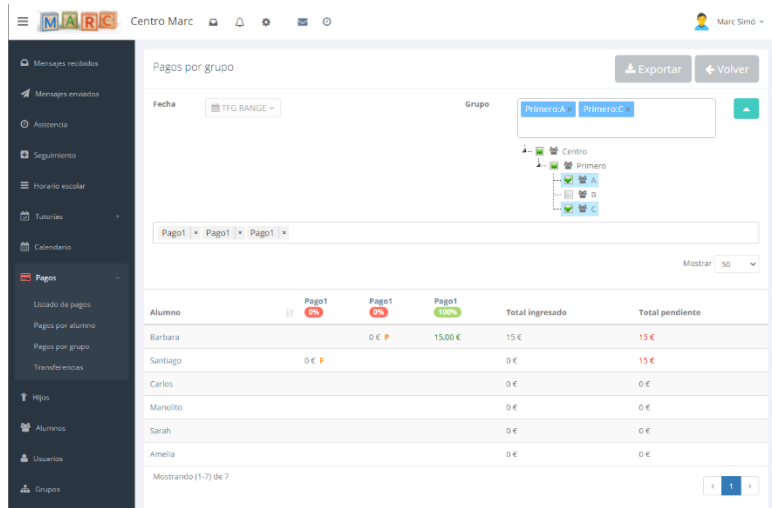 MARC
Centro Marc
Marc Simó
Mensajes recibidos
Mensajes enviados
Asistencia
Seguimiento
Horario escolar
Tutorías +
Calendario
Pagos −
Listado de pagos
Pagos por alumno
Pagos por grupo
Transferencias
Hijos
Alumnos
Usuarios
Grupos
Pagos por grupo
Exportar
Volver
Fecha
TFG RANGE
Grupo
Primero:A × Primero:C ×
Centro
Primero
A
B
C
Pago1 × Pago1 × Pago1 ×
Mostrar 50
Alumno Pago1 0% Pago1 0% Pago1 100% Total ingresado Total pendiente
Barbara 0 € P 15,00 € 15 € 15 €
Santiago 0 € F 0 € 15 €
Carlos 0 € 0 €
Manolito 0 € 0 €
Sarah 0 € 0 €
Amelia 0 € 0 €
Mostrando (1-7) de 7
‹ 1 ›